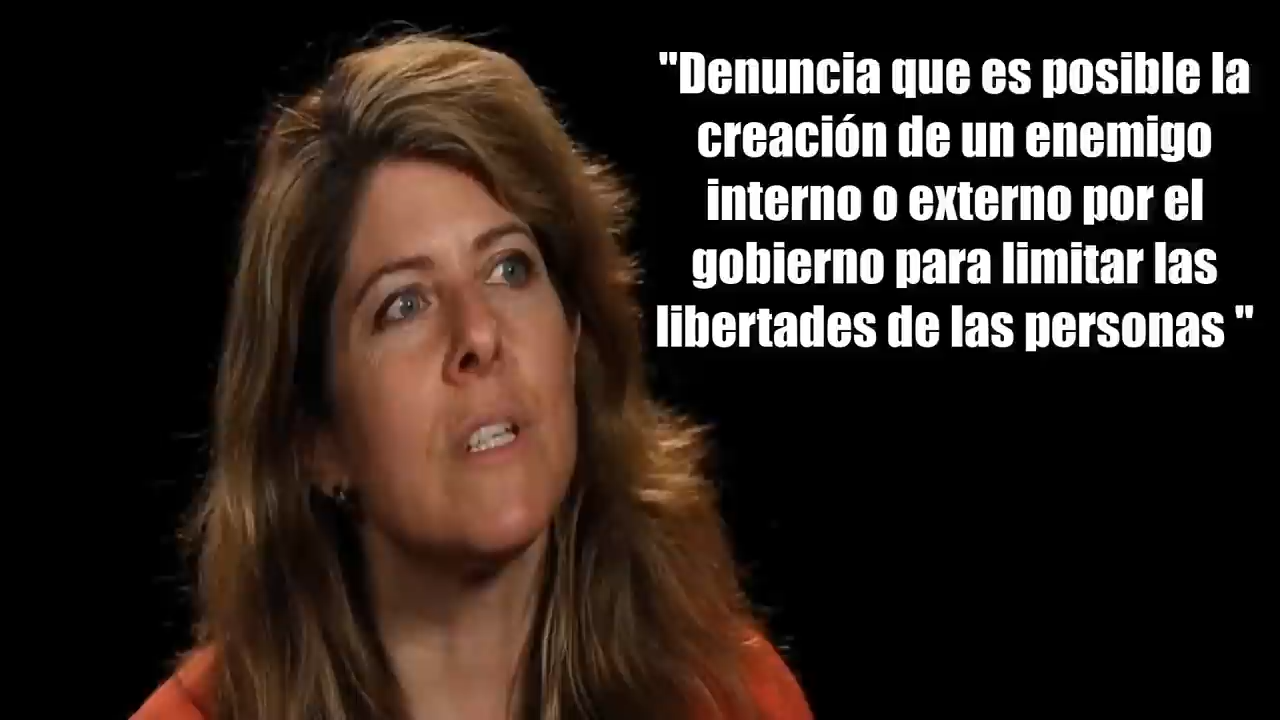 "Denuncia que es posible la
creación de un enemigo
interno o externo por el
gobierno para limitar las
libertades de las personas "